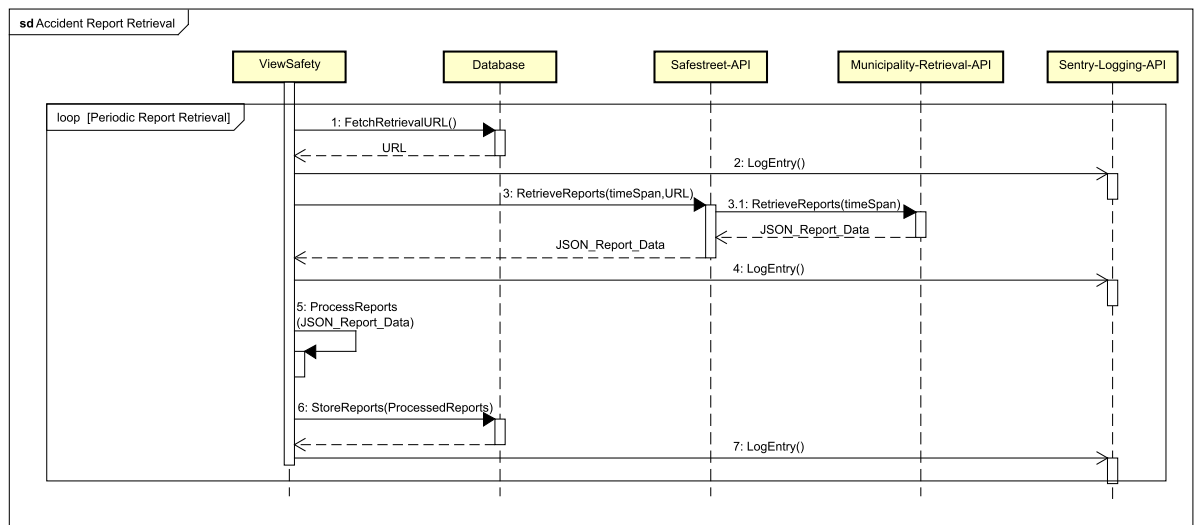 sd Accident Report Retrieval
ViewSafety
Database
Safestreet-API
Municipality-Retrieval-API
Sentry-Logging-API
loop [Periodic Report Retrieval]
1: FetchRetrievalURL()
URL
2: LogEntry()
3: RetrieveReports(timeSpan,URL)
3.1: RetrieveReports(timeSpan)
JSON_Report_Data
JSON_Report_Data
4: LogEntry()
5: ProcessReports
(JSON_Report_Data)
6: StoreReports(ProcessedReports)
7: LogEntry()